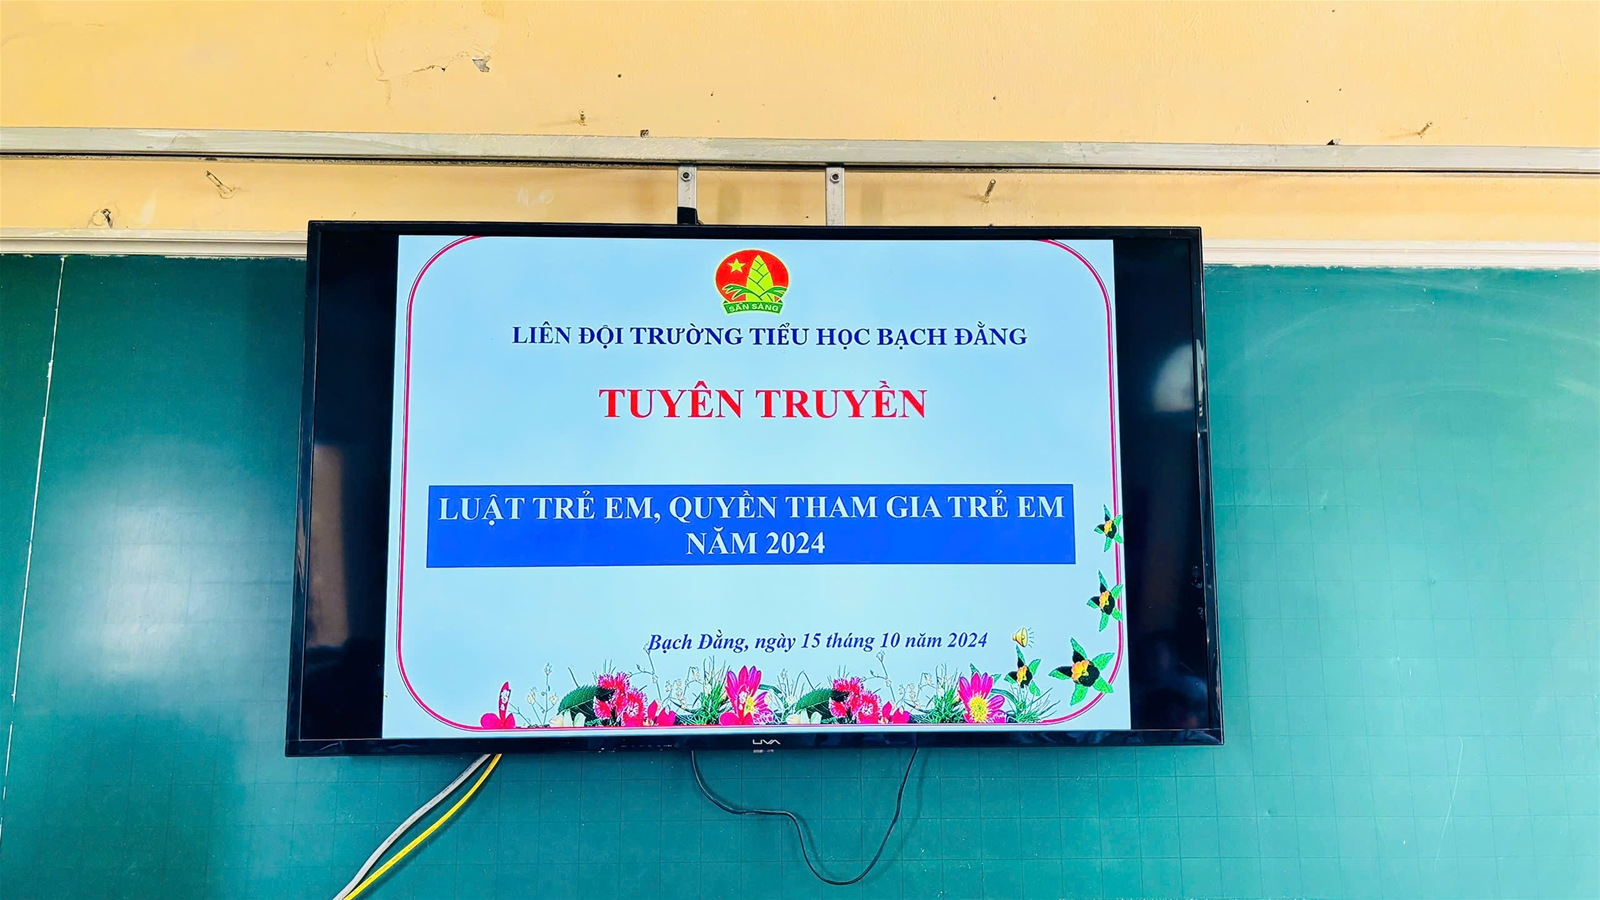 SẴN SÀNG
LIÊN ĐỘI TRƯỜNG TIỂU HỌC BẠCH ĐẰNG
TUYÊN TRUYỀN
LUẬT TRẺ EM, QUYỀN THAM GIA TRẺ EM
NĂM 2024
Bạch Đằng, ngày 15 tháng 10 năm 2024